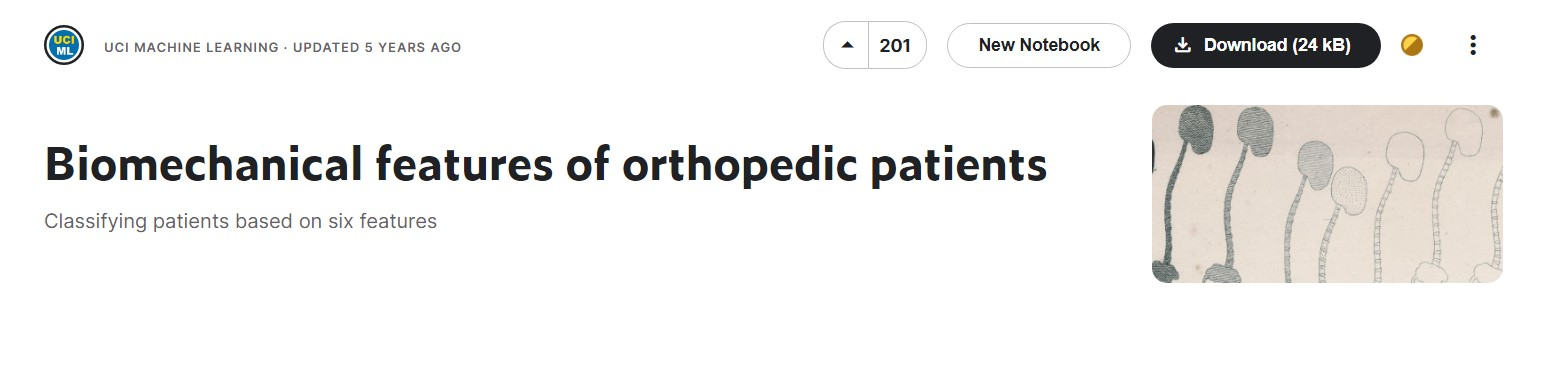 UCI
ML
UCI MACHINE LEARNING · UPDATED 5 YEARS AGO
201
New Notebook
Download (24 kB)
Biomechanical features of orthopedic patients
Classifying patients based on six features